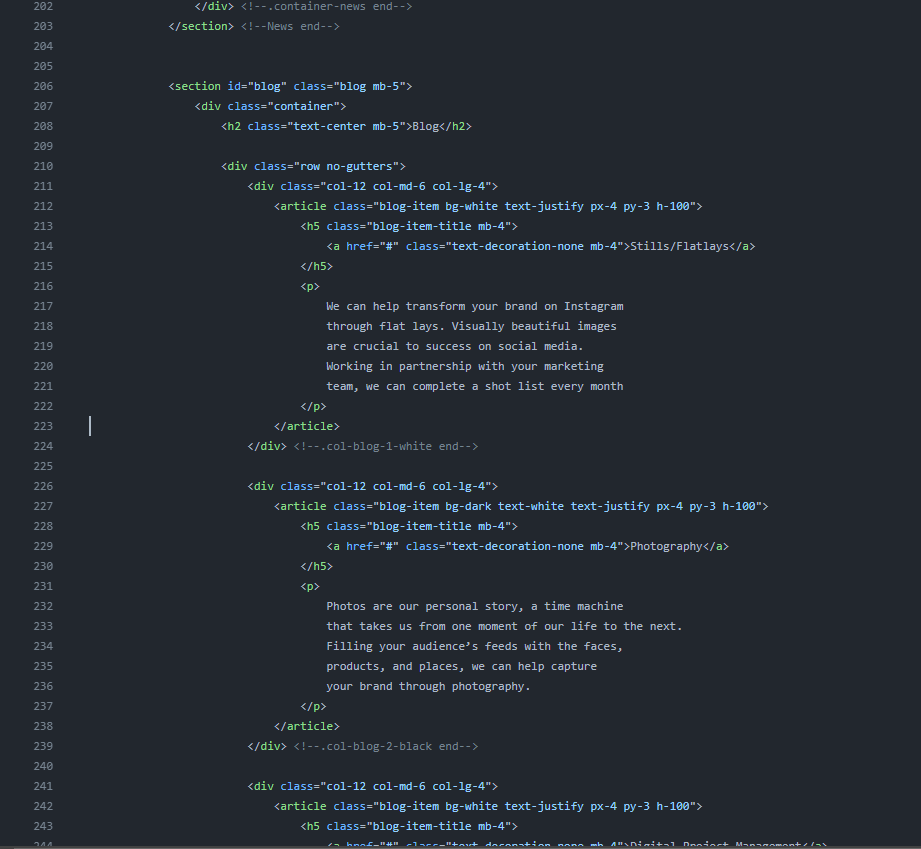 202 </div> <!--.container-news end-->
203 </section> <!--News end-->
204
205
206 <section id="blog" class="blog mb-5">
207 <div class="container">
208 <h2 class="text-center mb-5">Blog</h2>
209
210 <div class="row no-gutters">
211 <div class="col-12 col-md-6 col-lg-4">
212 <article class="blog-item bg-white text-justify px-4 py-3 h-100">
213 <h5 class="blog-item-title mb-4">
214 <a href="#" class="text-decoration-none mb-4">Stills/Flatlays</a>
215 </h5>
216 <p>
217 We can help transform your brand on Instagram
218 through flat lays. Visually beautiful images
219 are crucial to success on social media.
220 Working in partnership with your marketing
221 team, we can complete a shot list every month
222 </p>
223 </article>
224 </div> <!--.col-blog-1-white end-->
225
226 <div class="col-12 col-md-6 col-lg-4">
227 <article class="blog-item bg-dark text-white text-justify px-4 py-3 h-100">
228 <h5 class="blog-item-title mb-4">
229 <a href="#" class="text-decoration-none mb-4">Photography</a>
230 </h5>
231 <p>
232 Photos are our personal story, a time machine
233 that takes us from one moment of our life to the next.
234 Filling your audience’s feeds with the faces,
235 products, and places, we can help capture
236 your brand through photography.
237 </p>
238 </article>
239 </div> <!--.col-blog-2-black end-->
240
241 <div class="col-12 col-md-6 col-lg-4">
242 <article class="blog-item bg-white text-justify px-4 py-3 h-100">
243 <h5 class="blog-item-title mb-4">
244 <a href="#" class="text-decoration-none mb-4">Digital Project Management</a>